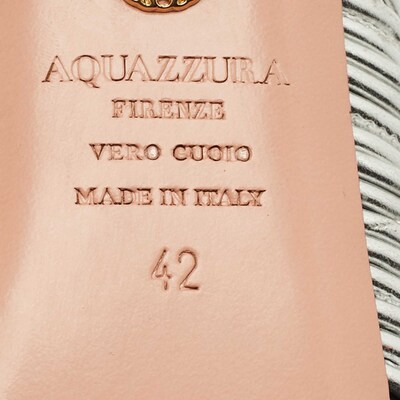 AQUAZZURA
FIRENZE
VERO CUOIO
MADE IN ITALY
42